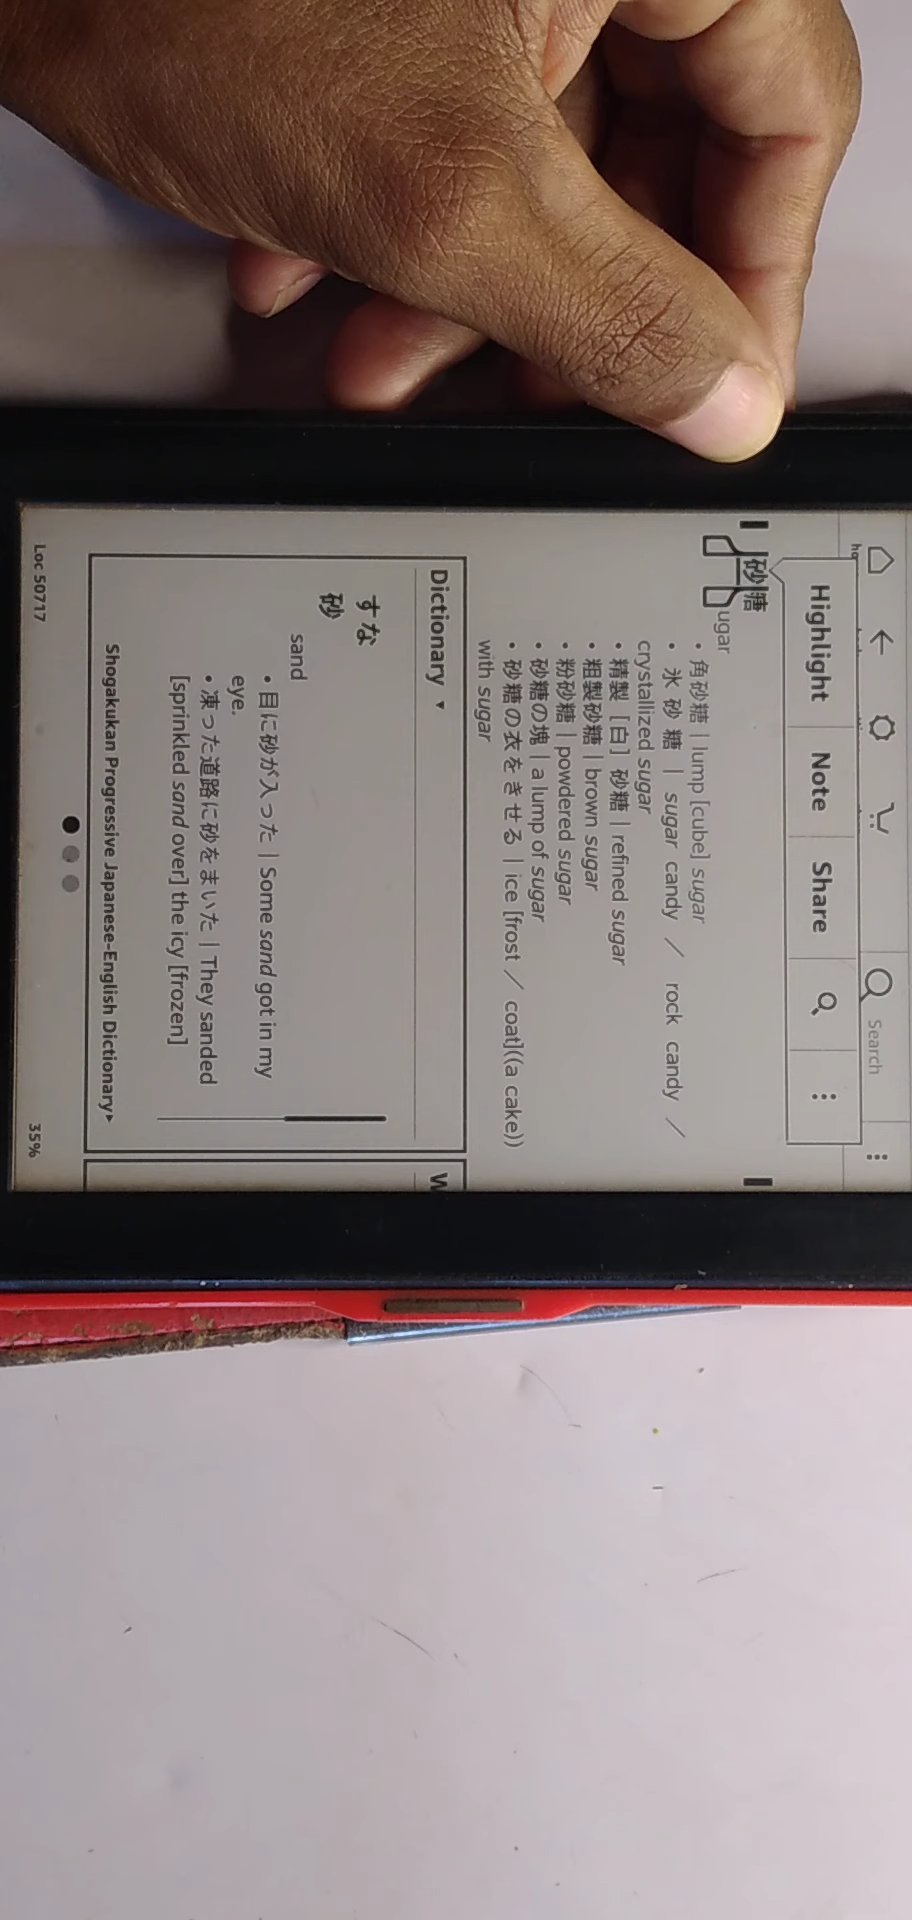 Search
Highlight
Note
Share
砂糖
ugar
• 角砂糖 | lump [cube] sugar
• 氷砂糖 | sugar candy ／ rock candy ／
crystallized sugar
• 精製［白］砂糖 | refined sugar
• 粗製砂糖 | brown sugar
• 粉砂糖 | powdered sugar
• 砂糖の塊 | a lump of sugar
• 砂糖の衣をきせる | ice [frost ／ coat]((a cake))
with sugar
Dictionary
W
すな
砂
sand
• 目に砂が入った | Some sand got in my
eye.
• 凍った道路に砂をまいた | They sanded
[sprinkled sand over] the icy [frozen]
Shogakukan Progressive Japanese–English Dictionary
Loc 50717
35%